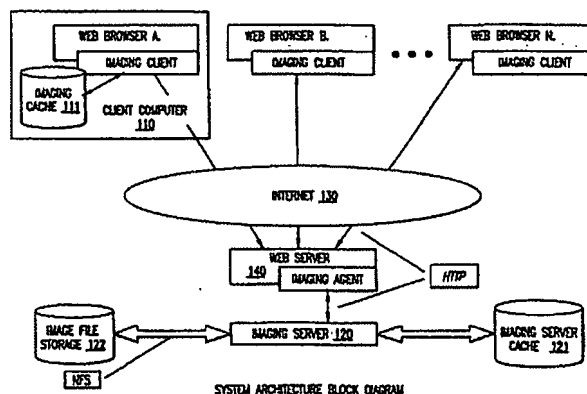 WEB BROWSER A.
IMAGING CLIENT
IMAGING CACHE 111
CLIENT COMPUTER
110
WEB BROWSER B.
IMAGING CLIENT
WEB BROWSER N.
IMAGING CLIENT
INTERNET 130
WEB SERVER
140
IMAGING AGENT
HTTP
IMAGE FILE
STORAGE 122
IMAGING SERVER 120
IMAGING SERVER
CACHE 121
NFS
SYSTEM ARCHITECTURE BLOCK DIAGRAM